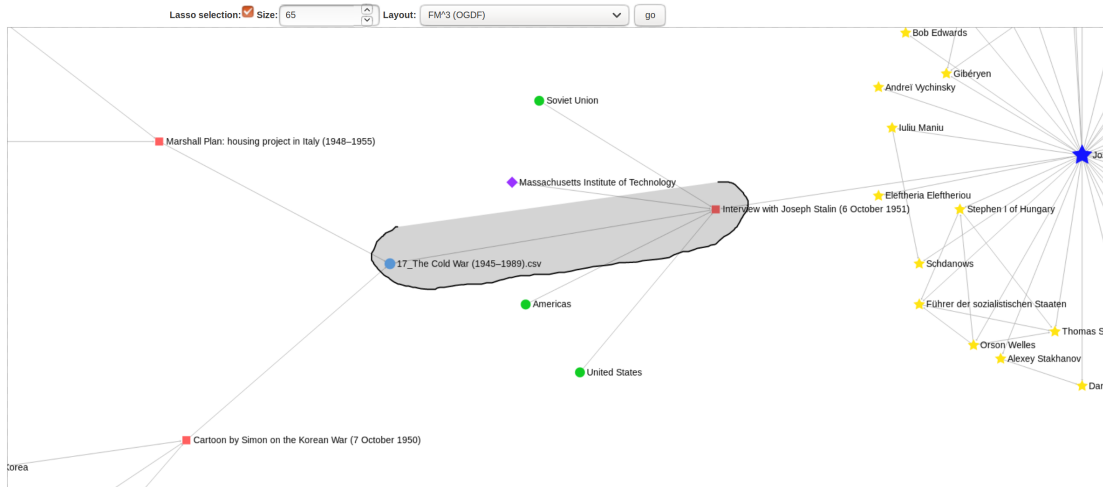 Lasso selection: Size: 65 Layout: FM^3 (OGDF) go
Bob Edwards
Gibéryen
Andreï Vychinsky
Soviet Union
Iuliu Maniu
Marshall Plan: housing project in Italy (1948–1955)
Jo
Massachusetts Institute of Technology
Eleftheria Eleftheriou
Interview with Joseph Stalin (6 October 1951)
Stephen I of Hungary
17_The Cold War (1945–1989).csv
Schdanows
Americas
Führer der sozialistischen Staaten
Thomas S
Orson Welles
Alexey Stakhanov
United States
Dan
Cartoon by Simon on the Korean War (7 October 1950)
Korea